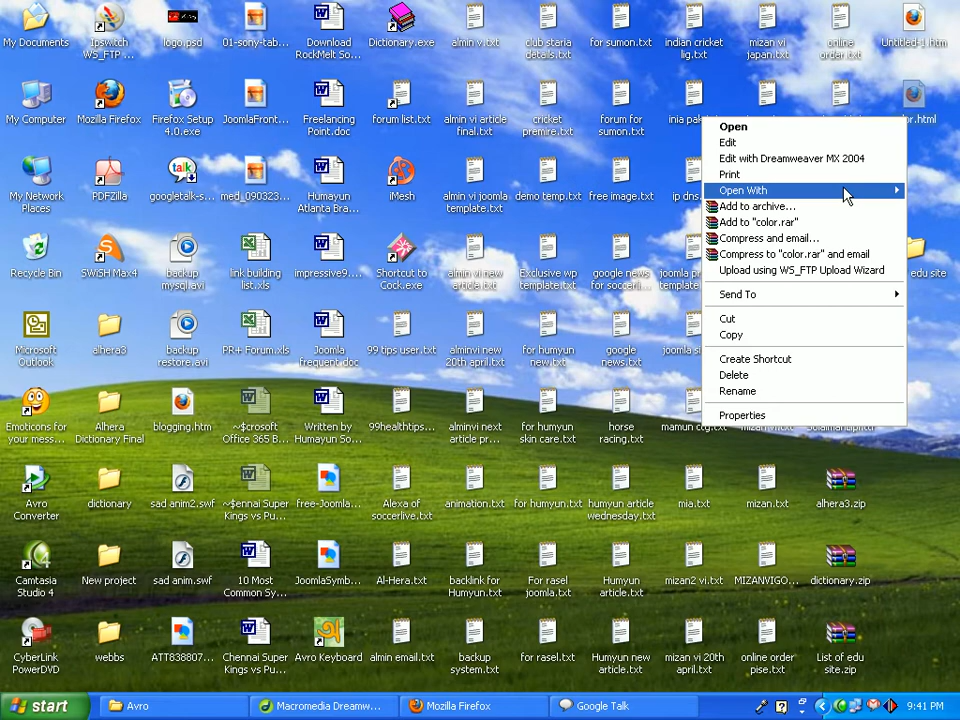 My Documents
Ipswitch
WS_FTP ...
logo.psd
01-sony-tab...
Download
RockMelt So...
Dictionary.exe
almin v.txt
club staria
details.txt
for sumon.txt
indian cricket
lig.txt
mizan vi
japan.txt
online
order.txt
Untitled-1.htm
My Computer
Mozilla Firefox
Firefox Setup
4.0.exe
JoomlaFront...
Freelancing
Point.doc
forum list.txt
almin vi article
final.txt
cricket
premire.txt
forum for
sumon.txt
My Network
Places
PDFZilla
googletalk-s...
med_090323...
Humayun
Atlanta Bra...
iMesh
almin vi joomla
template.txt
demo temp.txt
free image.txt
Recycle Bin
SWiSH Max4
backup
mysql.avi
link building
list.xls
impressive9....
Shortcut to
Cock.exe
almin vi new
template.txt
Exclusive wp
template.txt
google news
for soccerli...
edu site
Microsoft
Outlook
alhera3
backup
restore.avi
PR+ Forum.xls
Joomla
frequent.doc
99 tips user.txt
alminvi new
20th april.txt
for humyun
new.txt
google
news.txt
Open
Edit
Edit with Dreamweaver MX 2004
Print
Open With
Add to archive...
Add to "color.rar"
Compress and email...
Compress to "color.rar" and email
Upload using WS_FTP Upload Wizard
Send To
Cut
Copy
Create Shortcut
Delete
Rename
Properties
Emoticons for
your mess...
Alhera
Dictionary Final
blogging.htm
~$crosoft
Office 365 B...
Written by
Humayun So...
99healthtips...
alminvi next
article pr...
for humyun
skin care.txt
horse
racing.txt
Avro
Converter
dictionary
sad anim2.swf
~$ennai Super
Kings vs Pu...
free-Joomla...
Alexa of
soccerlive.txt
animation.txt
for humyun.txt
humyun article
wednesday.txt
mia.txt
mizan.txt
alhera3.zip
Camtasia
Studio 4
New project
sad anim.swf
10 Most
Common Sy...
JoomlaSymb...
Al-Hera.txt
backlink for
Humyun.txt
For rasel
joomla.txt
Humyun
article.txt
mizan2 vi.txt
MIZANVIGO...
dictionary.zip
CyberLink
PowerDVD
webbs
ATT838807...
Chennai Super
Kings vs Pu...
Avro Keyboard
almin email.txt
backup
system.txt
for rasel.txt
Humyun new
article.txt
mizan vi 20th
april.txt
online order
pise.txt
List of edu
site.zip
start
Avro
Macromedia Dreamw...
Mozilla Firefox
Google Talk
9:41 PM